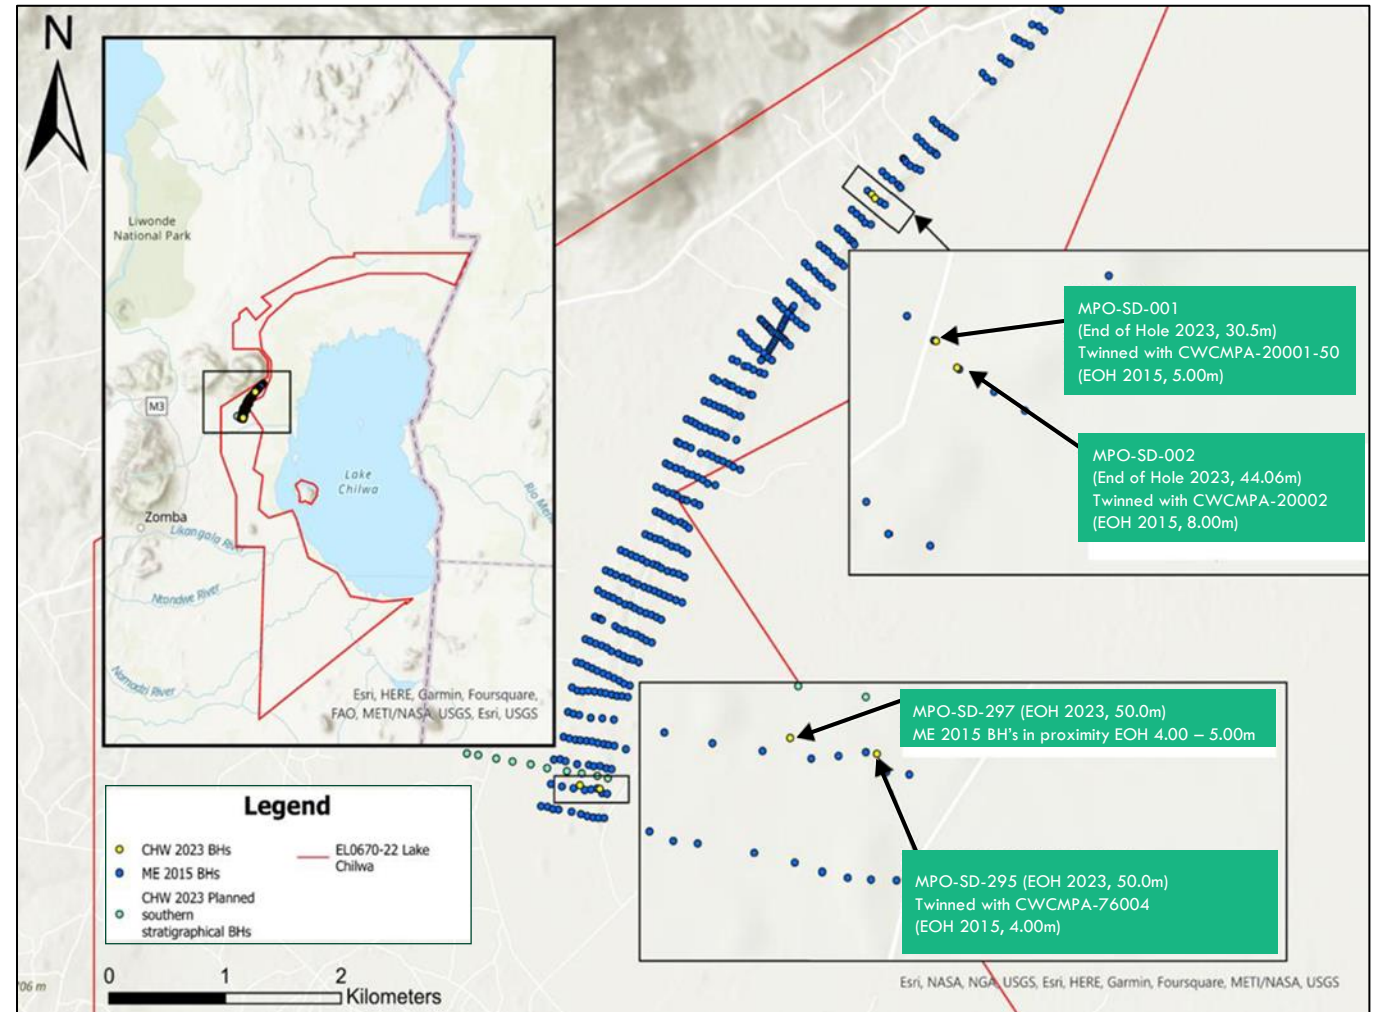 N
Liwonde
National Park
M3
Lake
Chilwa
Zomba
Likangala River
Ntondwe River
Namadzi River
Esri, HERE, Garmin, Foursquare,
FAO, METI/NASA, USGS, Esri, USGS
MPO-SD-001
(End of Hole 2023, 30.5m)
Twinned with CWCMPA-20001-50
(EOH 2015, 5.00m)
MPO-SD-002
(End of Hole 2023, 44.06m)
Twinned with CWCMPA-20002
(EOH 2015, 8.00m)
MPO-SD-297 (EOH 2023, 50.0m)
ME 2015 BH's in proximity EOH 4.00 – 5.00m
MPO-SD-295 (EOH 2023, 50.0m)
Twinned with CWCMPA-76004
(EOH 2015, 4.00m)
Legend
CHW 2023 BHs
ME 2015 BHs
CHW 2023 Planned
southern
stratigraphical BHs
EL0670-22 Lake
Chilwa
0 1 2
Kilometers
Esri, NASA, NGA, USGS, Esri, HERE, Garmin, Foursquare, METI/NASA, USGS